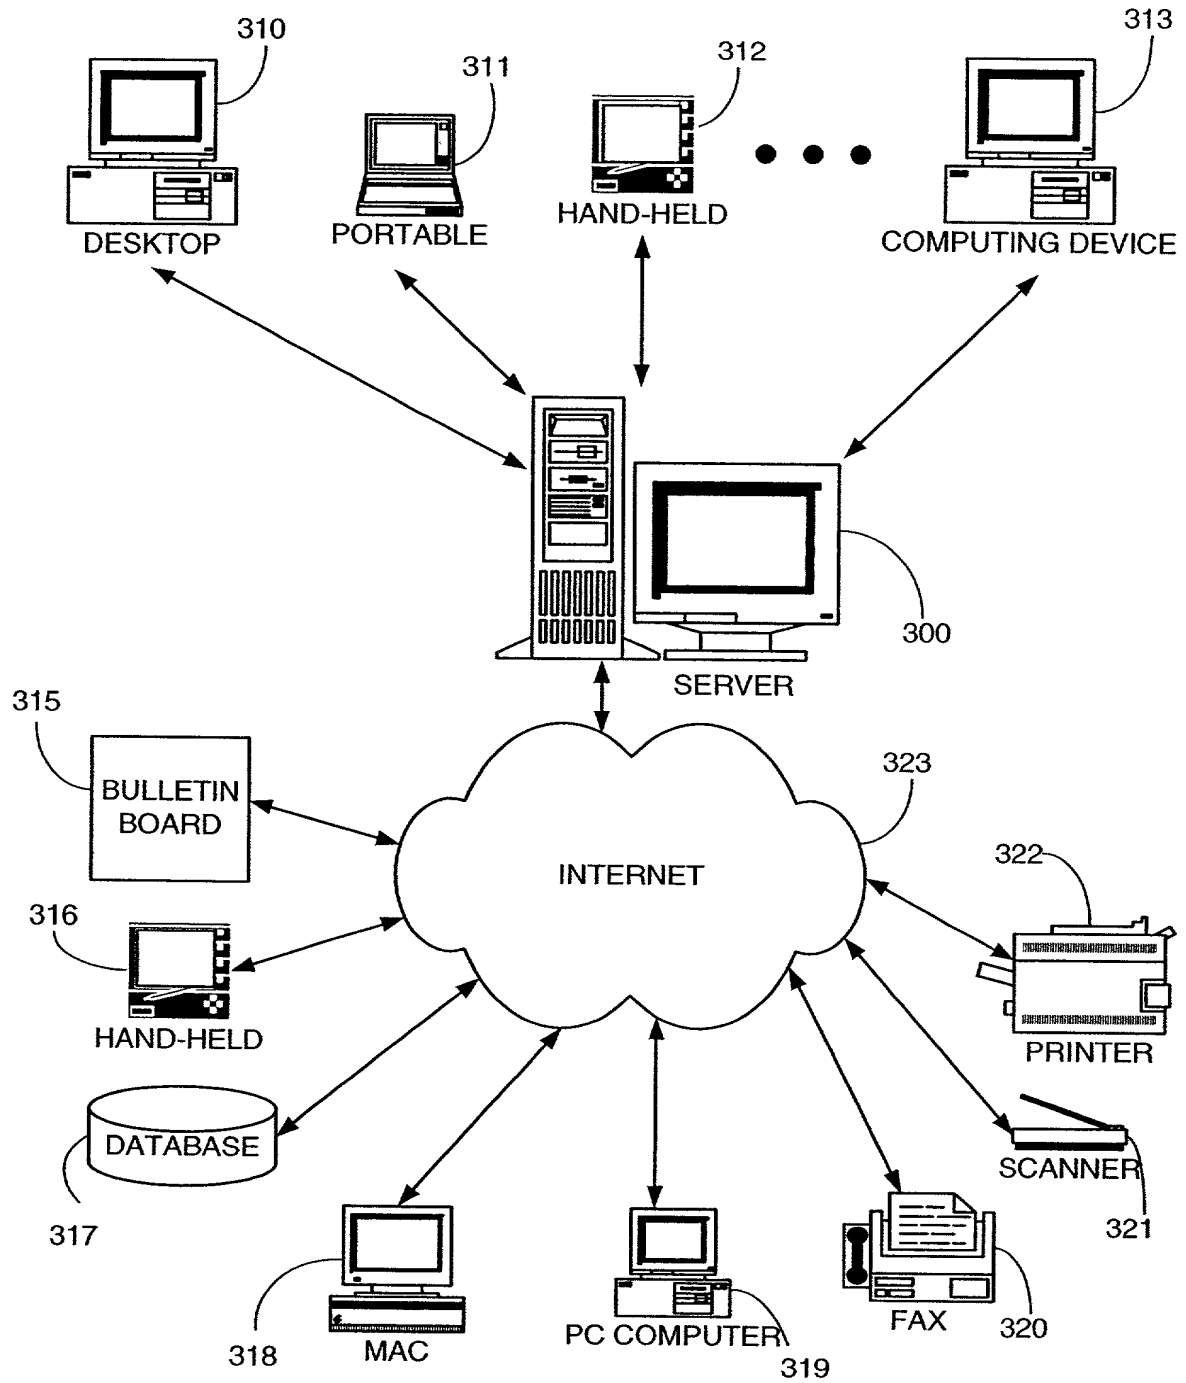 310
311
312
313
DESKTOP
PORTABLE
HAND-HELD
COMPUTING DEVICE
300
SERVER
315
BULLETIN
BOARD
323
INTERNET
322
316
HAND-HELD
PRINTER
DATABASE
SCANNER
317
321
318
MAC
PC COMPUTER
319
FAX
320